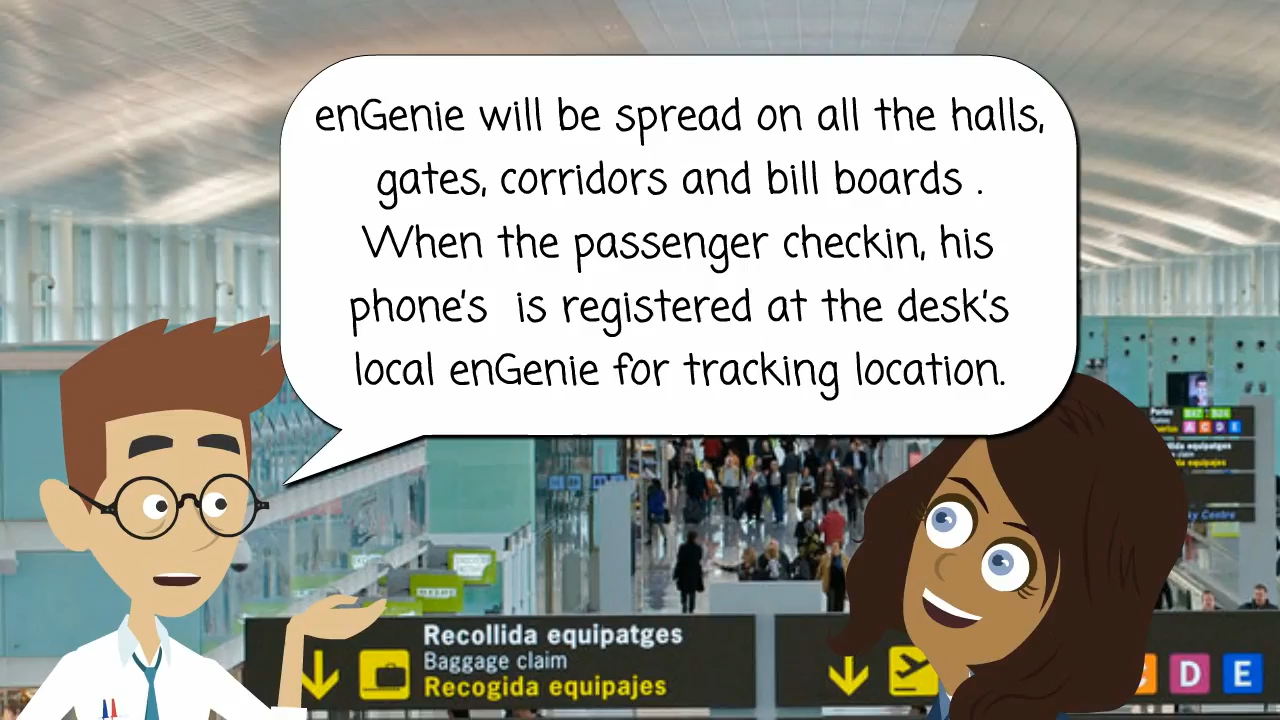 enGenie will be spread on all the halls,
gates, corridors and bill boards .
When the passenger checkin, his
phone's is registered at the desk's
local enGenie for tracking location.
Recollida equipatges
Baggage claim
Recogida equipajes
A C D E
D E